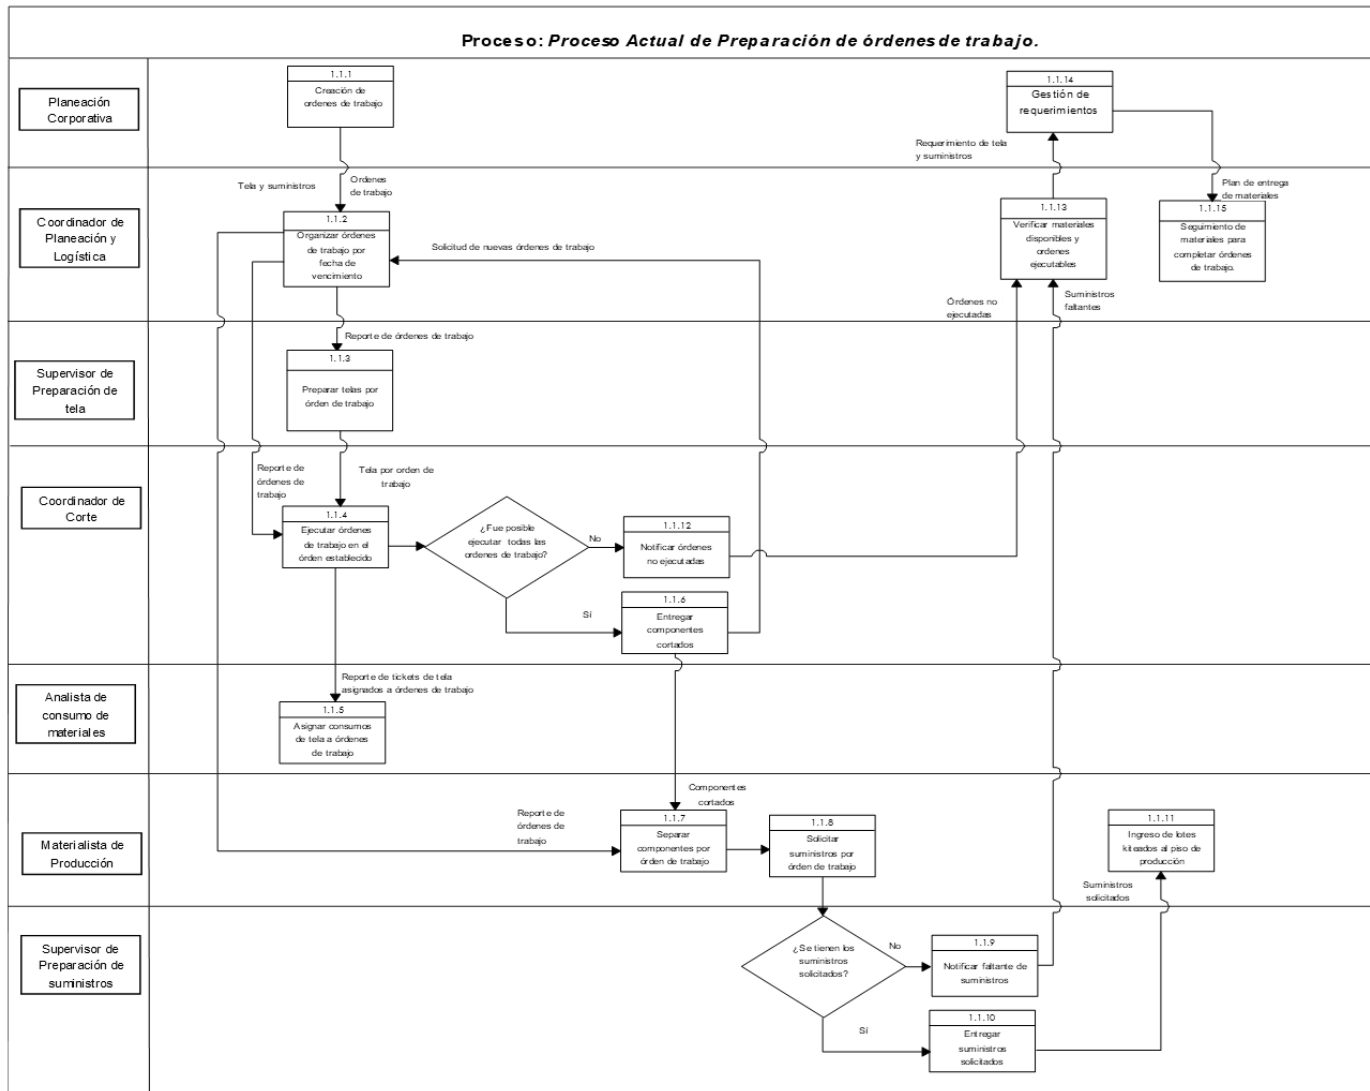 Proceso: Proceso Actual de Preparación de órdenes de trabajo.
Planeación
Corporativa
1.1.1
Creación de
ordenes de trabajo
1.1.14
Gestión de
requerimientos
Requerimiento de tela
y suministros
Coordinador de
Planeación y
Logística
Tela y suministros
Ordenes
de trabajo
1.1.2
Organizar órdenes
de trabajo por
fecha de
vencimiento
Solicitud de nuevas órdenes de trabajo
1.1.13
Verificar materiales
disponibles y
ordenes
ejecutables
Plan de entrega
de materiales
1.1.15
Seguimiento de
materiales para
completar órdenes
de trabajo.
Órdenes no
ejecutadas
Suministros
faltantes
Supervisor de
Preparación de
tela
Reporte de órdenes de trabajo
1.1.3
Preparar telas por
órden de trabajo
Coordinador de
Corte
Reporte de
órdenes de
trabajo
Tela por orden de
trabajo
1.1.4
Ejecutar órdenes
de trabajo en el
órden establecido
¿Fue posible
ejecutar todas las
ordenes de trabajo?
No
1.1.12
Notificar órdenes
no ejecutadas
Sí
1.1.6
Entregar
componentes
cortados
Analista de
consumo de
materiales
Reporte de tickets de tela
asignados a órdenes de trabajo
1.1.5
Asignar consumos
de tela a órdenes
de trabajo
Materialista de
Producción
Reporte de
órdenes de
trabajo
Componentes
cortados
1.1.7
Separar
componentes por
órden de trabajo
1.1.8
Solicitar
suministros por
órden de trabajo
1.1.11
Ingreso de lotes
kiteados al piso de
producción
Suministros
solicitados
Supervisor de
Preparación de
suministros
¿Se tienen los
suministros
solicitados?
No
1.1.9
Notificar faltante de
suministros
Sí
1.1.10
Entregar
suministros
solicitados